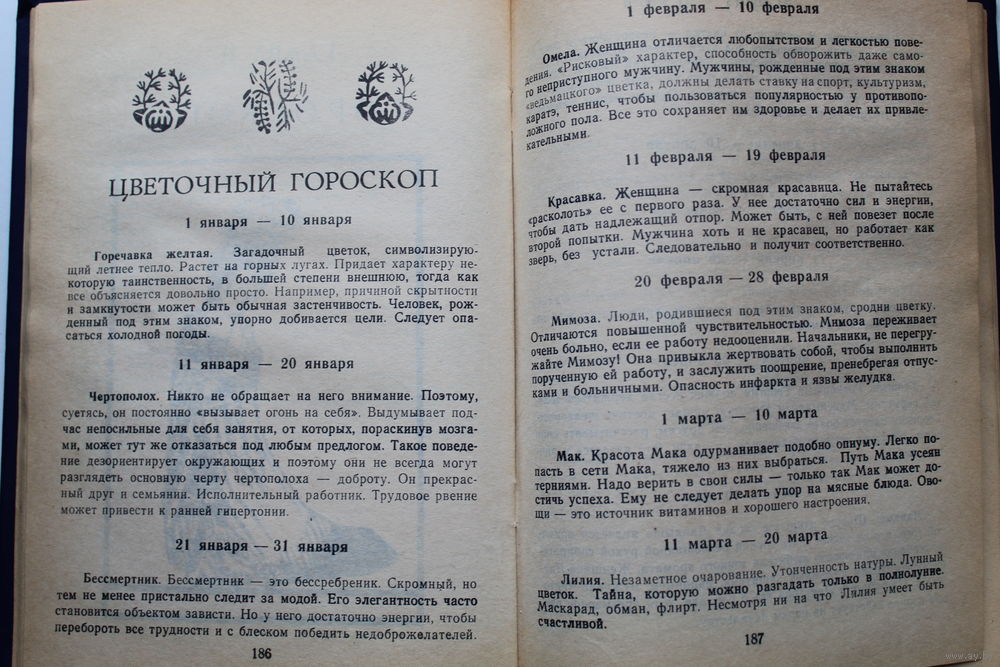 ЦВЕТОЧНЫЙ ГОРОСКОП
1 января — 10 января
Горечавка желтая. Загадочный цветок, символизирую-
щий летнее тепло. Растет на горных лугах. Придает характеру не-
которую таинственность, в большей степени внешнюю, тогда как
все объясняется довольно просто. Например, причиной скрытности
и замкнутости может быть обычная застенчивость. Человек, рож-
денный под этим знаком, упорно добивается цели. Следует опа-
саться холодной погоды.
11 января — 20 января
Чертополох. Никто не обращает на него внимание. Поэтому,
суетясь, он постоянно «вызывает огонь на себя». Выдумывает под-
час непосильные для себя занятия, от которых, пораскинув мозга-
ми, может тут же отказаться под любым предлогом. Такое поведе-
ние дезориентирует окружающих и поэтому они не всегда могут
разглядеть основную черту чертополоха — доброту. Он прекрас-
ный друг и семьянин. Исполнительный работник. Трудовое рвение
может привести к ранней гипертонии.
21 января — 31 января
Бессмертник. Бессмертник — это бессребреник. Скромный, но
тем не менее пристально следит за модой. Его элегантность часто
становится объектом зависти. Но у него достаточно энергии, чтобы
перебороть все трудности и с блеском победить недоброжелателей.
186
1 февраля — 10 февраля
Омела. Женщина отличается любопытством и легкостью пове-
дения. «Рисковый» характер, способность обворожить даже само-
го неприступного мужчину. Мужчины, рожденные под этим знаком
«ведьмацкого» цветка, должны делать ставку на спорт, культуризм,
каратэ, теннис, чтобы пользоваться популярностью у противопо-
ложного пола. Все это сохраняет им здоровье и делает их привле-
кательными.
11 февраля — 19 февраля
Красавка. Женщина — скромная красавица. Не пытайтесь
«расколоть» ее с первого раза. У нее достаточно сил и энергии,
чтобы дать надлежащий отпор. Может быть, с ней повезет после
второй попытки. Мужчина хоть и не красавец, но работает как
зверь, без устали. Следовательно и получит соответственно.
20 февраля — 28 февраля
Мимоза. Люди, родившиеся под этим знаком, сродни цветку.
Отличаются повышенной чувствительностью. Мимоза переживает
очень больно, если ее работу недооценили. Начальники, не перегру-
жайте Мимозу! Она привыкла жертвовать собой, чтобы выполнить
порученную ей работу, и заслужить поощрение, пренебрегая отпус-
ками и больничными. Опасность инфаркта и язвы желудка.
1 марта — 10 марта
Мак. Красота Мака одурманивает подобно опиуму. Легко по-
пасть в сети Мака, тяжело из них выбраться. Путь Мака усеян
терниями. Надо верить в свои силы — только так Мак может до-
стичь успеха. Ему не следует делать упор на мясные блюда. Ово-
щи — это источник витаминов и хорошего настроения.
11 марта — 20 марта
Лилия. Незаметное очарование. Утонченность натуры. Лунный
цветок. Тайна, которую можно разгадать только в полнолуние.
Маскарад, обман, флирт. Несмотря ни на что Лилия умеет быть
счастливой.
187
www.ay.by